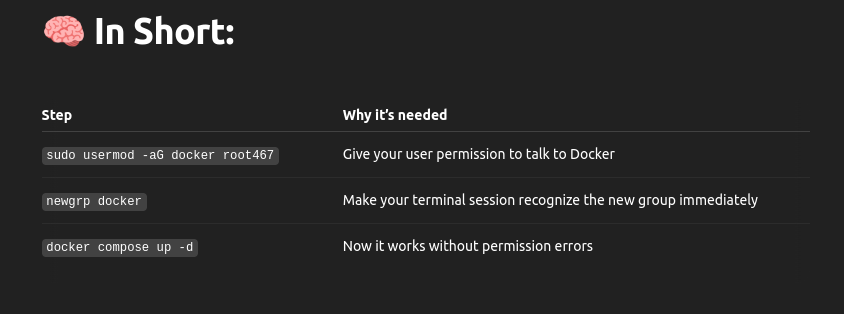 🧠 In Short:
Step Why it’s needed
sudo usermod -aG docker root467 Give your user permission to talk to Docker
newgrp docker Make your terminal session recognize the new group immediately
docker compose up -d Now it works without permission errors